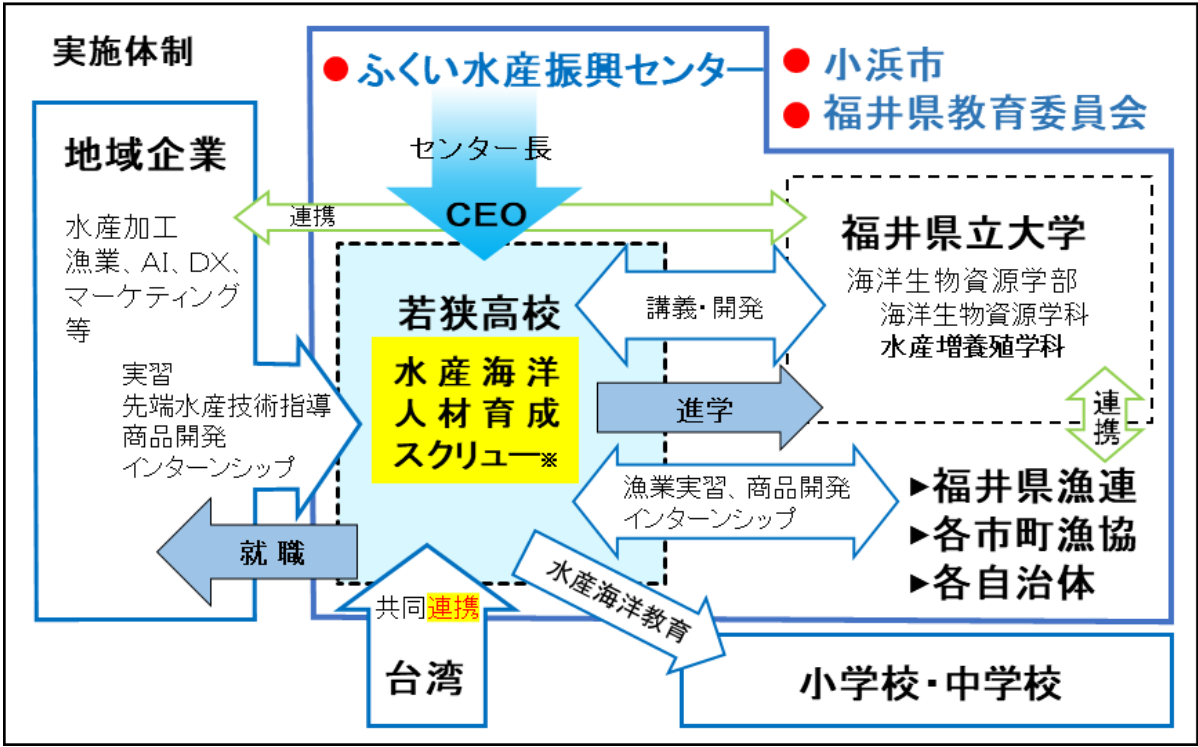 実施体制
●ふくい水産振興センター
●小浜市
●福井県教育委員会
センター長
CEO
地域企業
水産加工
漁業、AI、DX、
マーケティング
等
連携
実習
先端水産技術指導
商品開発
インターンシップ
就職
若狭高校
水産海洋
人材育成
スクリュー※
講義・開発
進学
漁業実習、商品開発
インターンシップ
福井県立大学
海洋生物資源学部
海洋生物資源学科
水産増養殖学科
連携
▶福井県漁連
▶各市町漁協
▶各自治体
共同連携
台湾
水産海洋教育
小学校・中学校